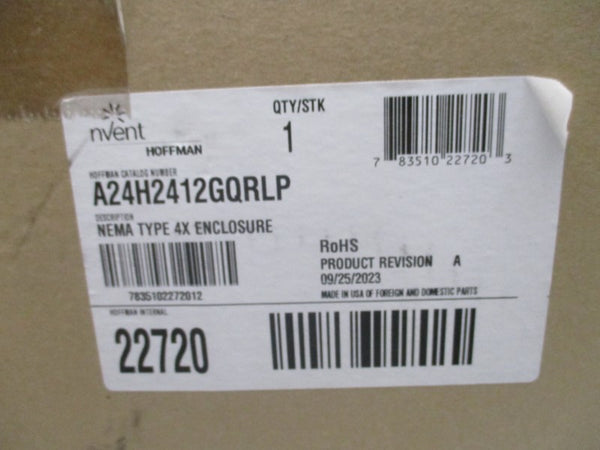 nvent
HOFFMAN
QTY/STK
1
7 83510 22720 3
HOFFMAN CATALOG NUMBER
A24H2412GQRLP
DESCRIPTION
NEMA TYPE 4X ENCLOSURE
7835102272012
RoHS
PRODUCT REVISION A
09/25/2023
MADE IN USA OF FOREIGN AND DOMESTIC PARTS
HOFFMAN INTERNAL
22720